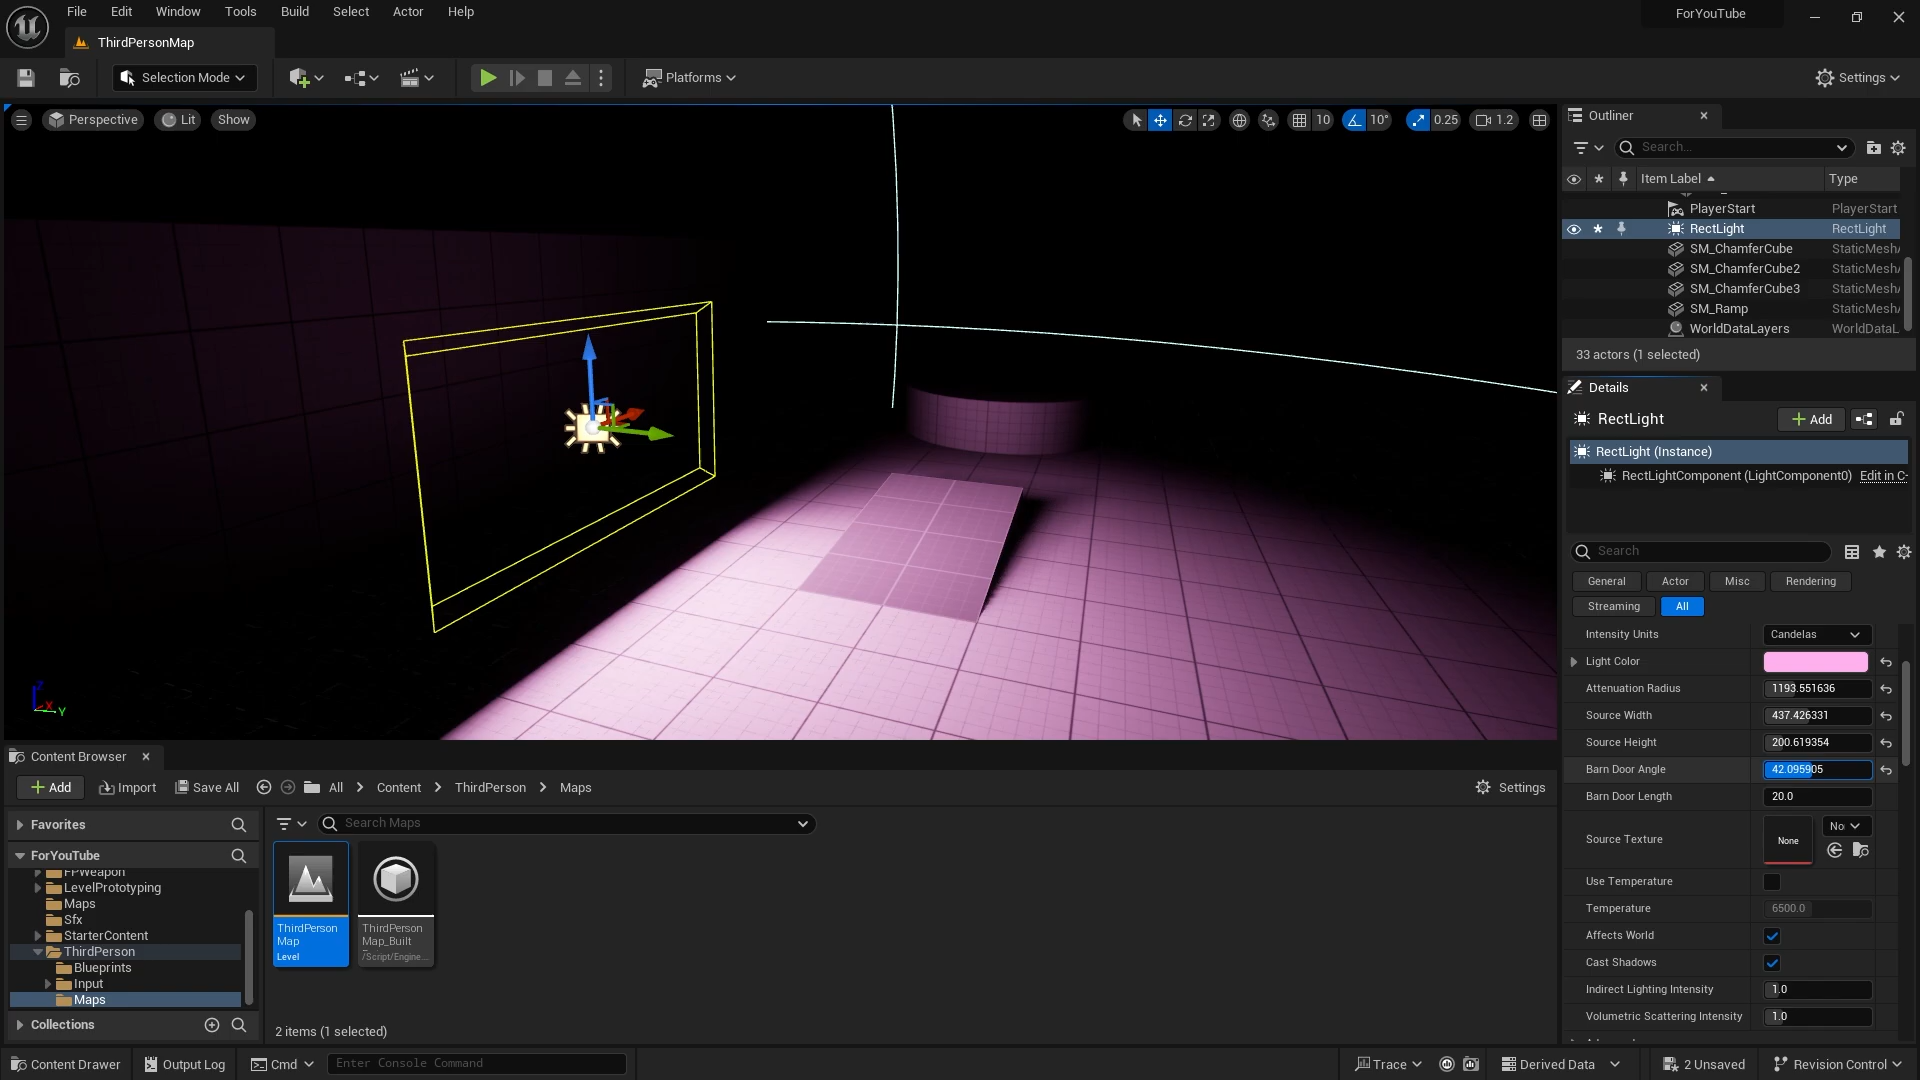 File Edit Window Tools Build Select Actor Help
ForYouTube
ThirdPersonMap
Selection Mode
Platforms
Settings
Perspective Lit Show
10 10° 0.25 1.2
Outliner
Search...
Item Label Type
PlayerStart PlayerStart
RectLight RectLight
SM_ChamferCube StaticMeshA
SM_ChamferCube2 StaticMeshA
SM_ChamferCube3 StaticMeshA
SM_Ramp StaticMeshA
WorldDataLayers WorldDataL
33 actors (1 selected)
Details
RectLight
Add
RectLight (Instance)
RectLightComponent (LightComponent0) Edit in C-
Search
General Actor Misc Rendering
Streaming All
Intensity Units Candelas
Light Color
Attenuation Radius 1193.551636
Source Width 437.426331
Source Height 200.619354
Barn Door Angle 42.095905
Barn Door Length 20.0
Source Texture None No
Use Temperature
Temperature 6500.0
Affects World
Cast Shadows
Indirect Lighting Intensity 1.0
Volumetric Scattering Intensity 1.0
Z X Y
Content Browser
Add Import Save All All Content ThirdPerson Maps
Settings
Favorites
ForYouTube
FPWeapon
LevelPrototyping
Maps
Sfx
StarterContent
ThirdPerson
Blueprints
Input
Maps
Collections
Search Maps
ThirdPerson
Map
Level
ThirdPerson
Map_Built
/Script/Engine....
2 items (1 selected)
Content Drawer Output Log Cmd Enter Console Command
Trace Derived Data 2 Unsaved Revision Control